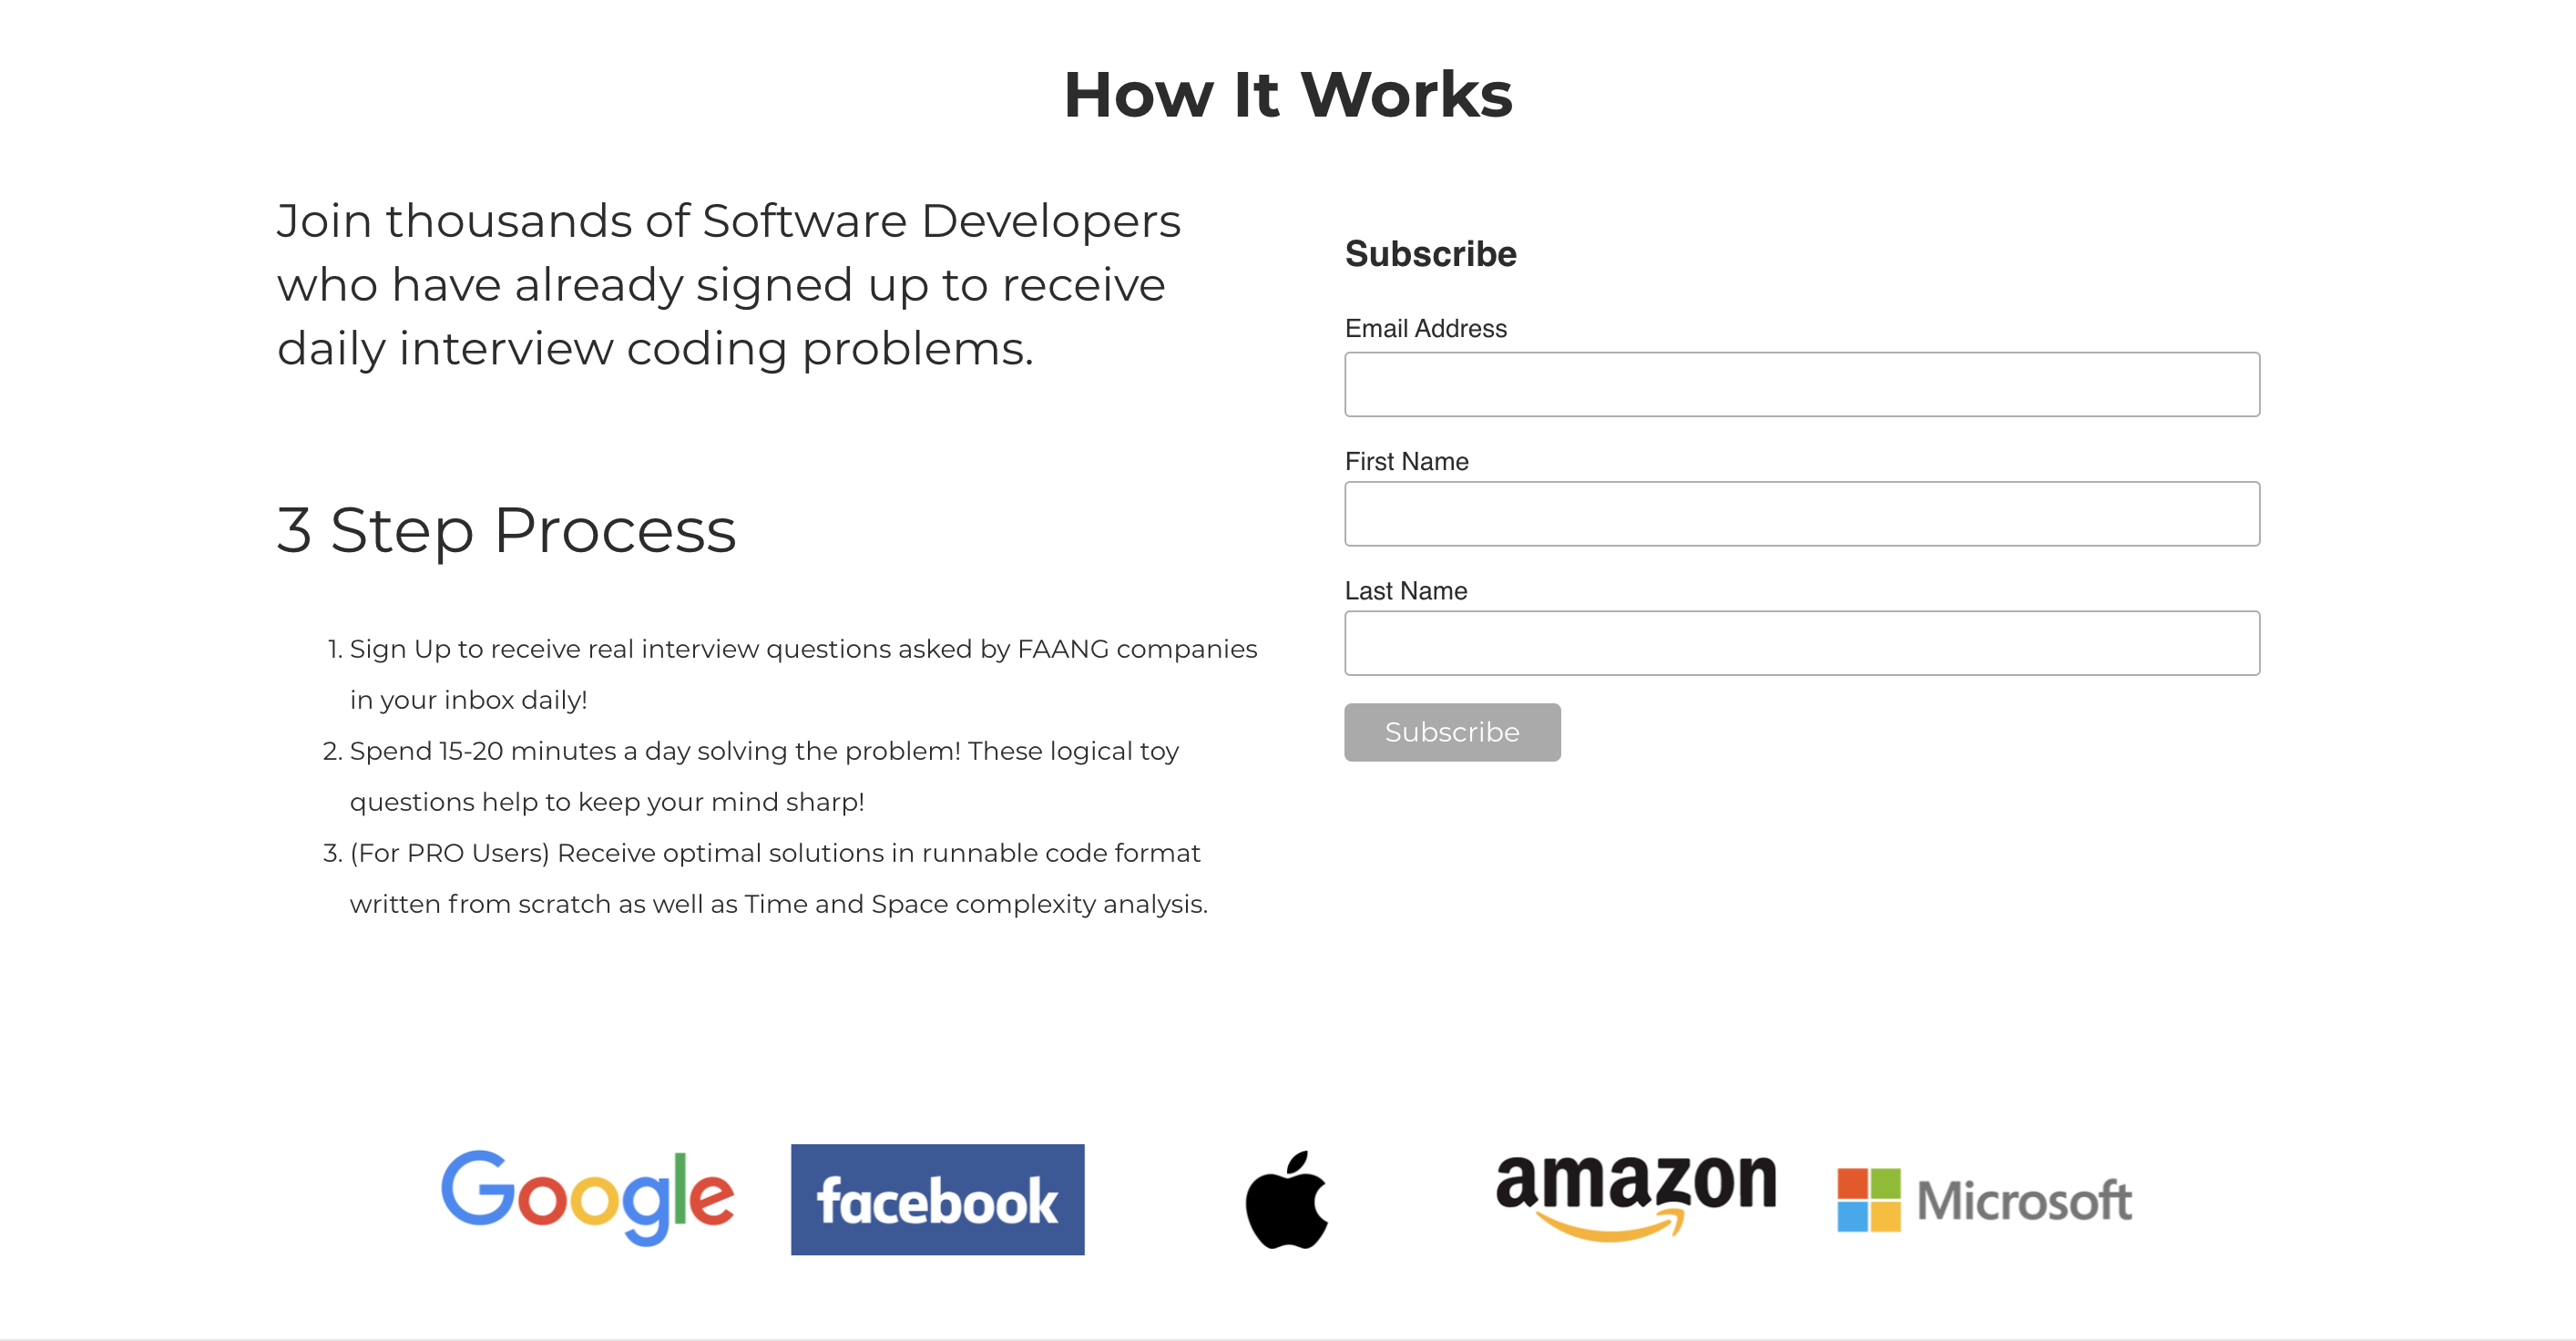 How It Works
Join thousands of Software Developers
who have already signed up to receive
daily interview coding problems.
3 Step Process
1. Sign Up to receive real interview questions asked by FAANG companies
in your inbox daily!
2. Spend 15-20 minutes a day solving the problem! These logical toy
questions help to keep your mind sharp!
3. (For PRO Users) Receive optimal solutions in runnable code format
written from scratch as well as Time and Space complexity analysis.
Subscribe
Email Address
First Name
Last Name
Subscribe
Google
facebook
amazon
Microsoft